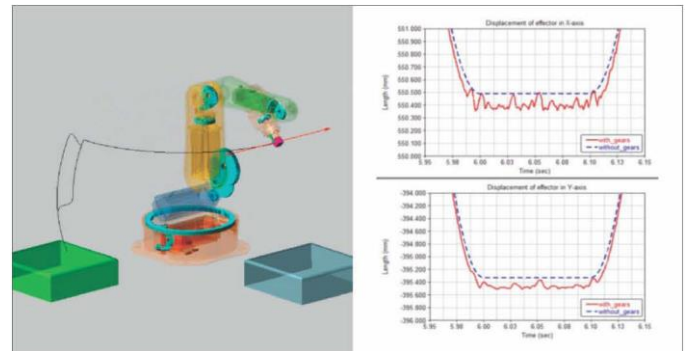 Displacement of effector in X-axis
551.000
550.900
550.700
550.600
550.500
550.400
550.300
550.100
550.000
Length (mm)
5.95 5.98 6.00 6.03 6.05 6.08 6.10 6.13 6.15
Time (sec)
with_gears
without_gears
Displacement of effector in Y-axis
-394.000
-394.200
-394.400
-394.600
-394.800
-395.000
-395.200
-395.400
-395.600
-395.800
-396.000
Length (mm)
5.95 5.98 6.00 6.03 6.05 6.08 6.10 6.13 6.15
Time (sec)
with_gears
without_gears